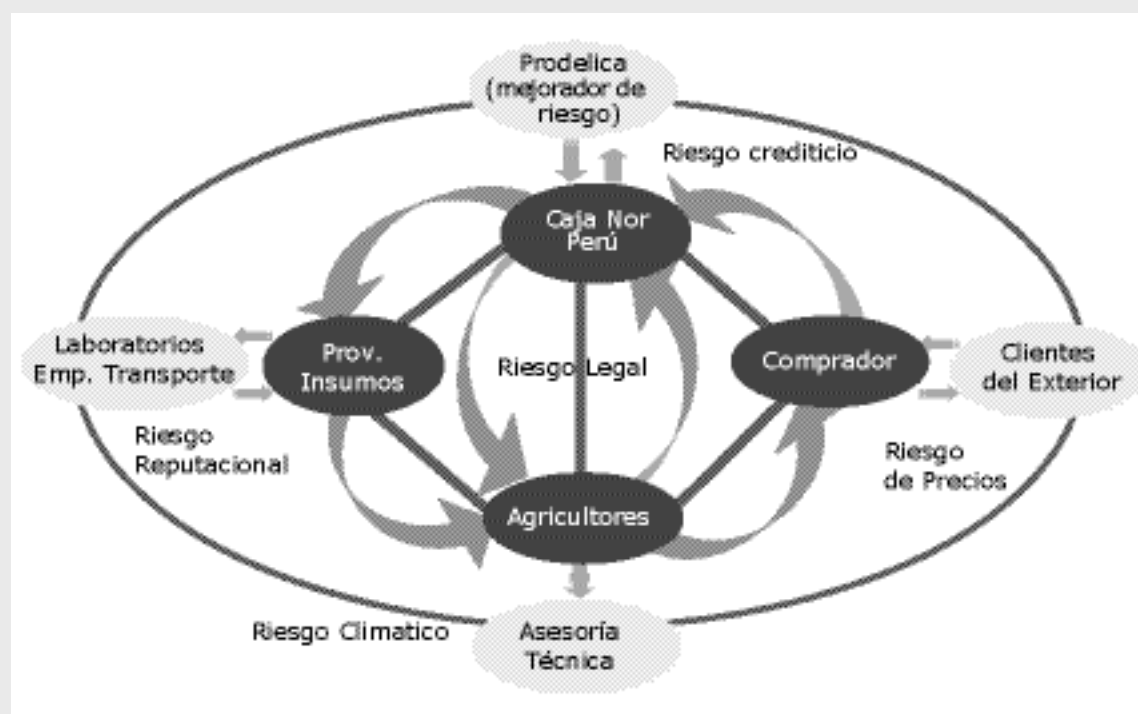 Prodelica
(mejorador de
riesgo)
Riesgo crediticio
Caja Nor
Perú
Laboratorios
Emp. Transporte
Prov.
Insumos
Riesgo Legal
Comprador
Clientes
del Exterior
Riesgo
Reputacional
Riesgo
de Precios
Agricultores
Riesgo Climatico
Asesoría
Técnica